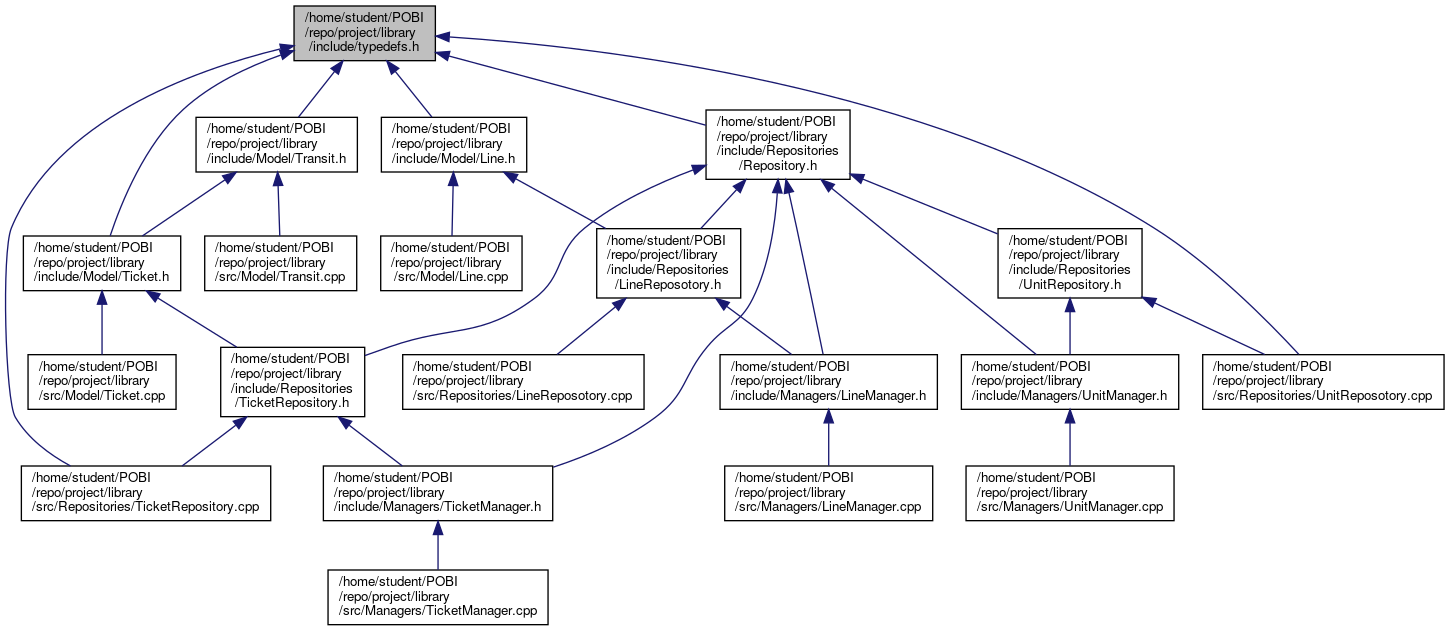 /home/student/POBI
/repo/project/library
/include/typedefs.h
/home/student/POBI
/repo/project/library
/include/Model/Transit.h
/home/student/POBI
/repo/project/library
/include/Model/Line.h
/home/student/POBI
/repo/project/library
/include/Repositories
/Repository.h
/home/student/POBI
/repo/project/library
/include/Model/Ticket.h
/home/student/POBI
/repo/project/library
/src/Model/Transit.cpp
/home/student/POBI
/repo/project/library
/src/Model/Line.cpp
/home/student/POBI
/repo/project/library
/include/Repositories
/LineReposotory.h
/home/student/POBI
/repo/project/library
/include/Repositories
/UnitRepository.h
/home/student/POBI
/repo/project/library
/src/Model/Ticket.cpp
/home/student/POBI
/repo/project/library
/include/Repositories
/TicketRepository.h
/home/student/POBI
/repo/project/library
/src/Repositories/LineReposotory.cpp
/home/student/POBI
/repo/project/library
/include/Managers/LineManager.h
/home/student/POBI
/repo/project/library
/include/Managers/UnitManager.h
/home/student/POBI
/repo/project/library
/src/Repositories/UnitReposotory.cpp
/home/student/POBI
/repo/project/library
/src/Repositories/TicketRepository.cpp
/home/student/POBI
/repo/project/library
/include/Managers/TicketManager.h
/home/student/POBI
/repo/project/library
/src/Managers/LineManager.cpp
/home/student/POBI
/repo/project/library
/src/Managers/UnitManager.cpp
/home/student/POBI
/repo/project/library
/src/Managers/TicketManager.cpp